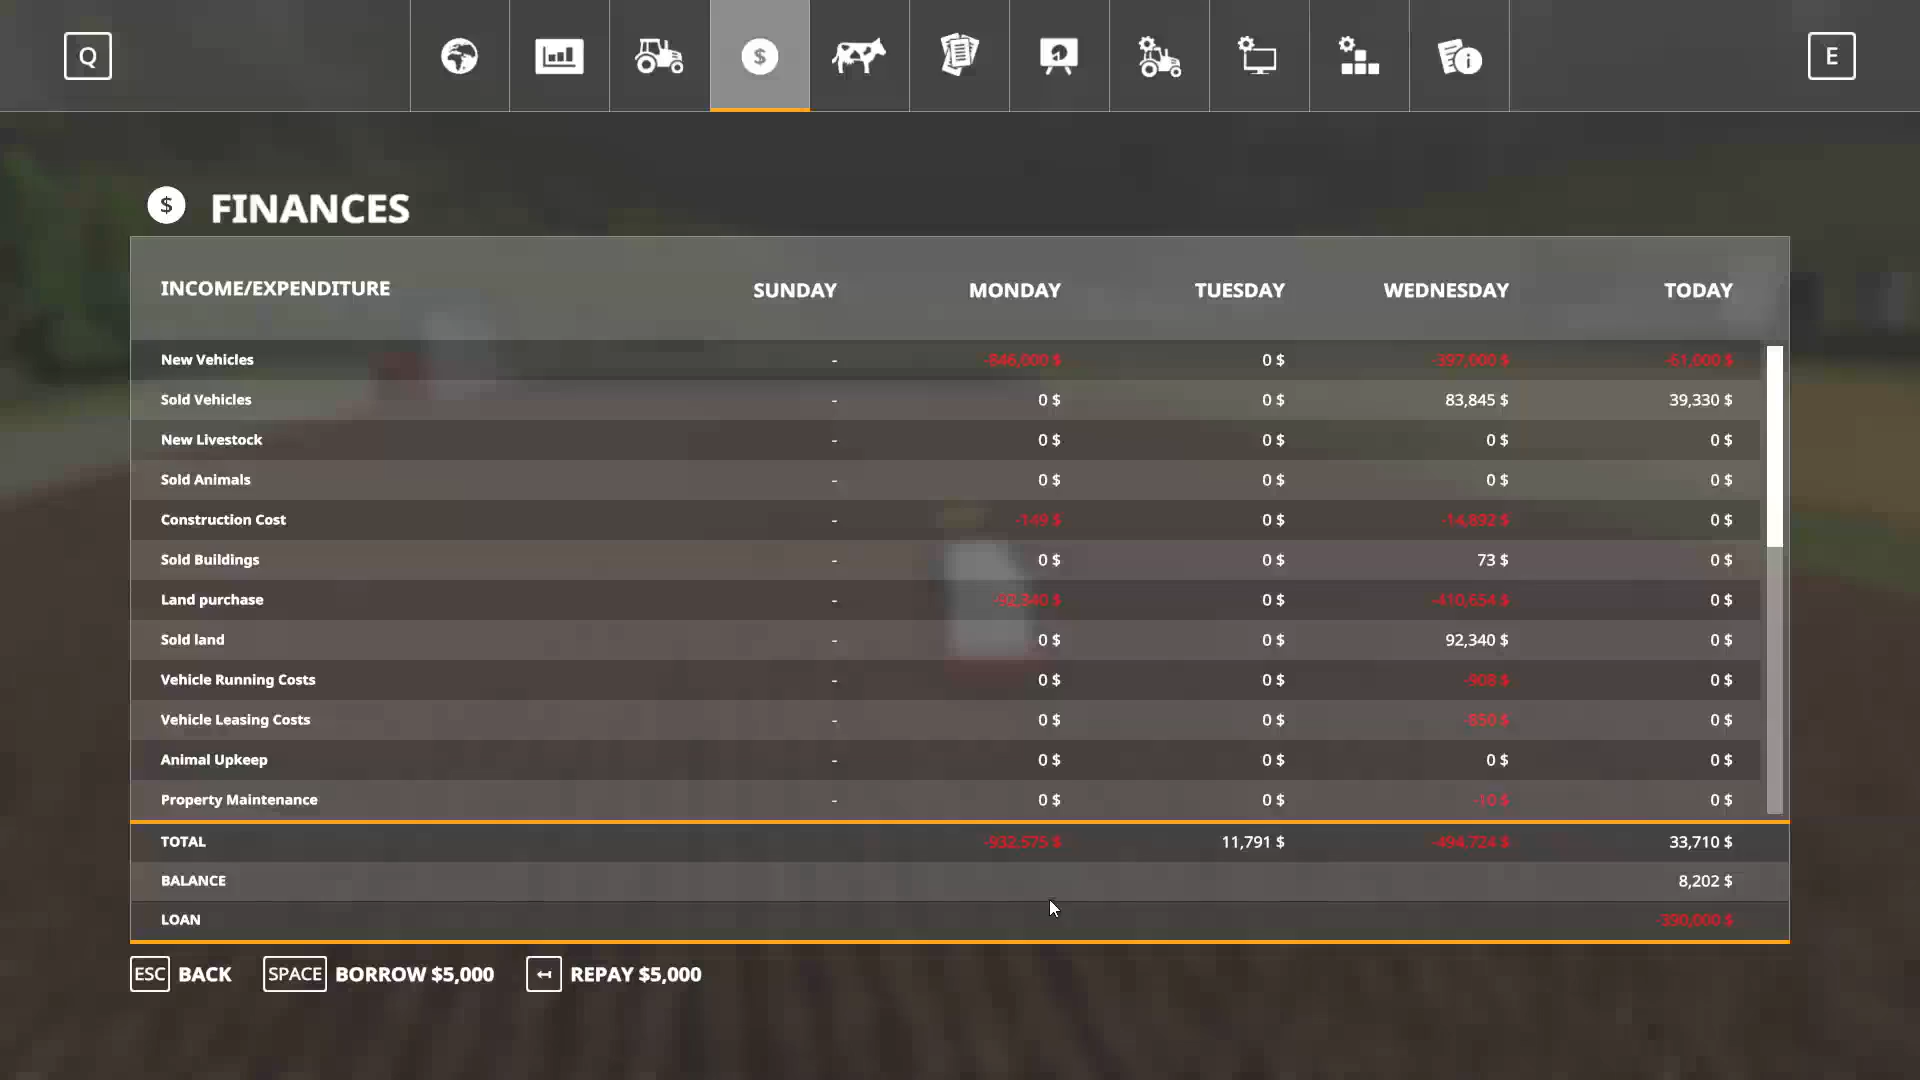 Q
$
E
$ FINANCES
INCOME/EXPENDITURE SUNDAY MONDAY TUESDAY WEDNESDAY TODAY
New Vehicles - -846,000 $ 0 $ -397,000 $ -61,000 $
Sold Vehicles - 0 $ 0 $ 83,845 $ 39,330 $
New Livestock - 0 $ 0 $ 0 $ 0 $
Sold Animals - 0 $ 0 $ 0 $ 0 $
Construction Cost - -149 $ 0 $ -14,892 $ 0 $
Sold Buildings - 0 $ 0 $ 73 $ 0 $
Land purchase - -92,340 $ 0 $ -410,654 $ 0 $
Sold land - 0 $ 0 $ 92,340 $ 0 $
Vehicle Running Costs - 0 $ 0 $ -908 $ 0 $
Vehicle Leasing Costs - 0 $ 0 $ -850 $ 0 $
Animal Upkeep - 0 $ 0 $ 0 $ 0 $
Property Maintenance - 0 $ 0 $ -10 $ 0 $
TOTAL -932,575 $ 11,791 $ -494,724 $ 33,710 $
BALANCE 8,202 $
LOAN -390,000 $
ESC BACK SPACE BORROW $5,000 REPAY $5,000